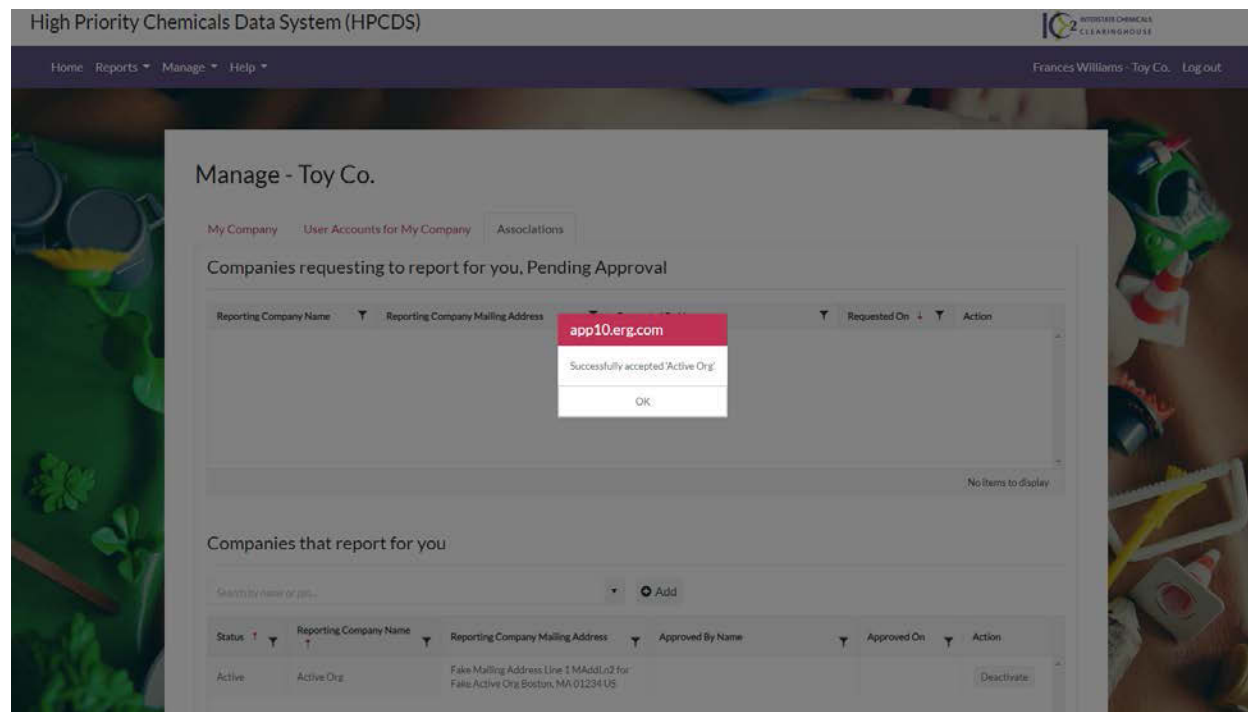 High Priority Chemicals Data System (HPCDS)
INTERSTATE CHEMICALS
CLEARINGHOUSE
Home Reports Manage Help
Frances Williams - Toy Co. Log out
Manage - Toy Co.
My Company User Accounts for My Company Associations
Companies requesting to report for you, Pending Approval
Reporting Company Name Reporting Company Mailing Address Requested On Action
app10.erg.com
Successfully accepted 'Active Org'
OK
No items to display
Companies that report for you
Search by name or
Add
Status Reporting Company Name Reporting Company Mailing Address Approved By Name Approved On Action
Active Active Org Fake Mailing Address Line 1 MAddLn2 for
Fake Active Org Boston, MA 01234 US
Deactivate